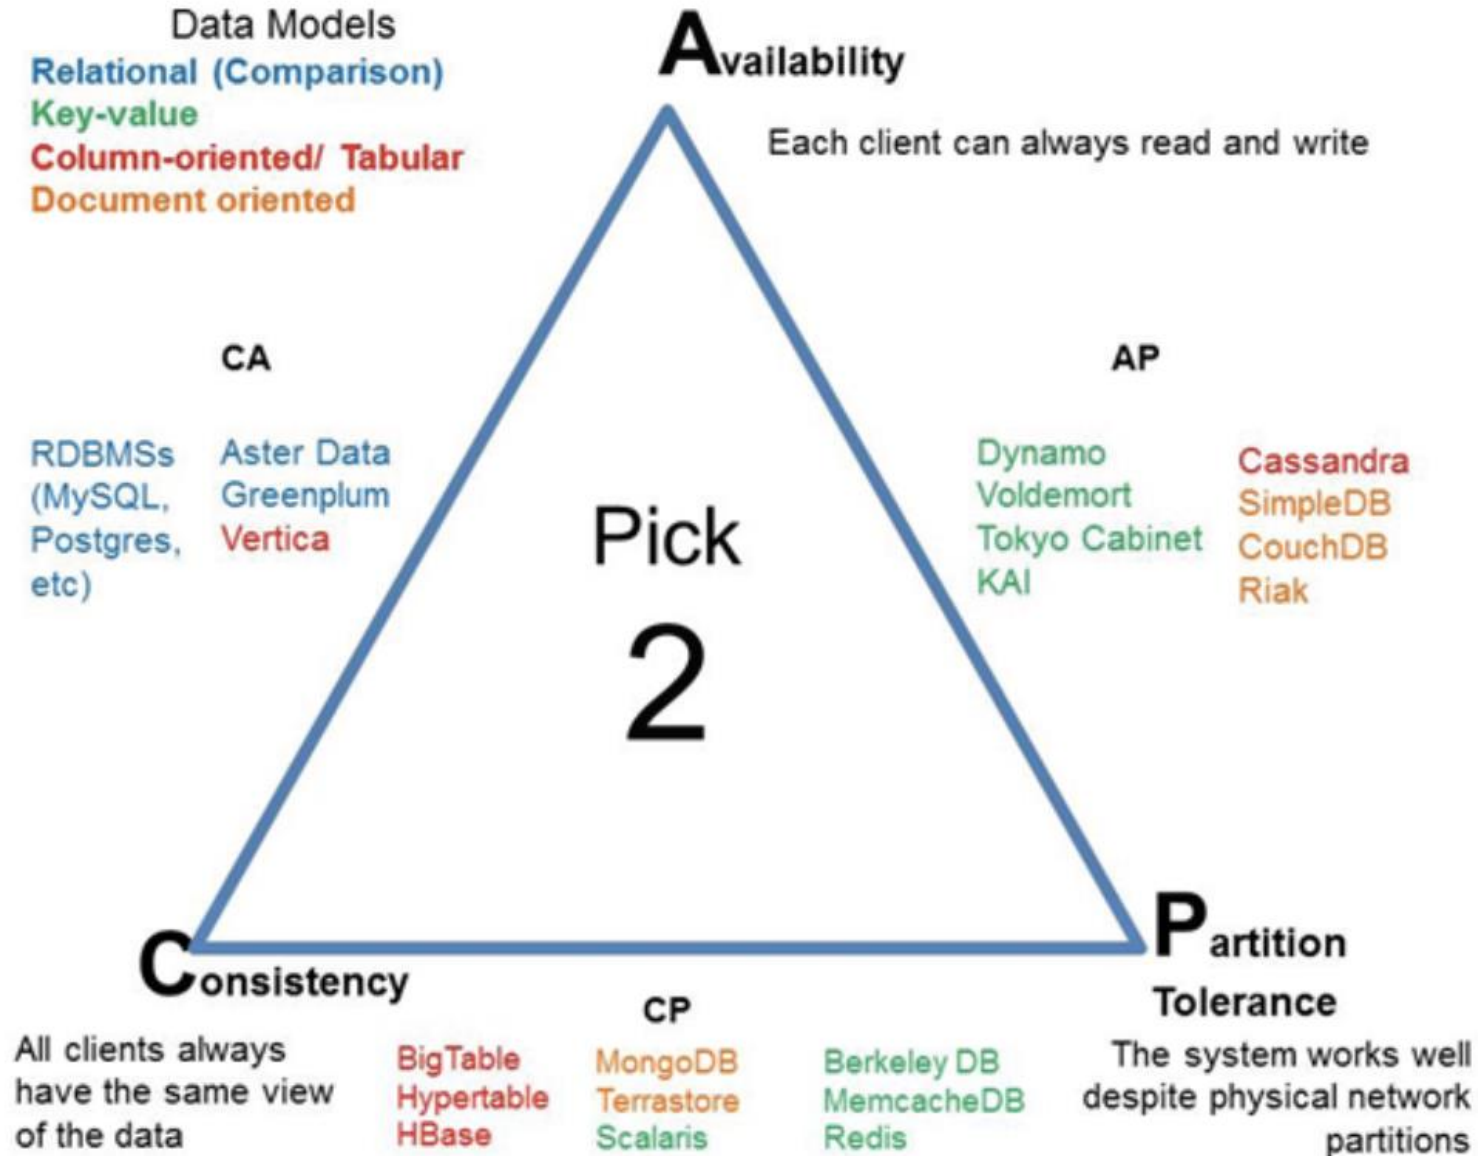 Data Models
Relational (Comparison)
Key-value
Column-oriented/ Tabular
Document oriented
Availability
Each client can always read and write
CA
RDBMSs
(MySQL,
Postgres,
etc)
Aster Data
Greenplum
Vertica
Pick
2
AP
Dynamo
Voldemort
Tokyo Cabinet
KAI
Cassandra
SimpleDB
CouchDB
Riak
Consistency
All clients always
have the same view
of the data
CP
BigTable
Hypertable
HBase
MongoDB
Terrastore
Scalaris
Berkeley DB
MemcacheDB
Redis
Partition
Tolerance
The system works well
despite physical network
partitions